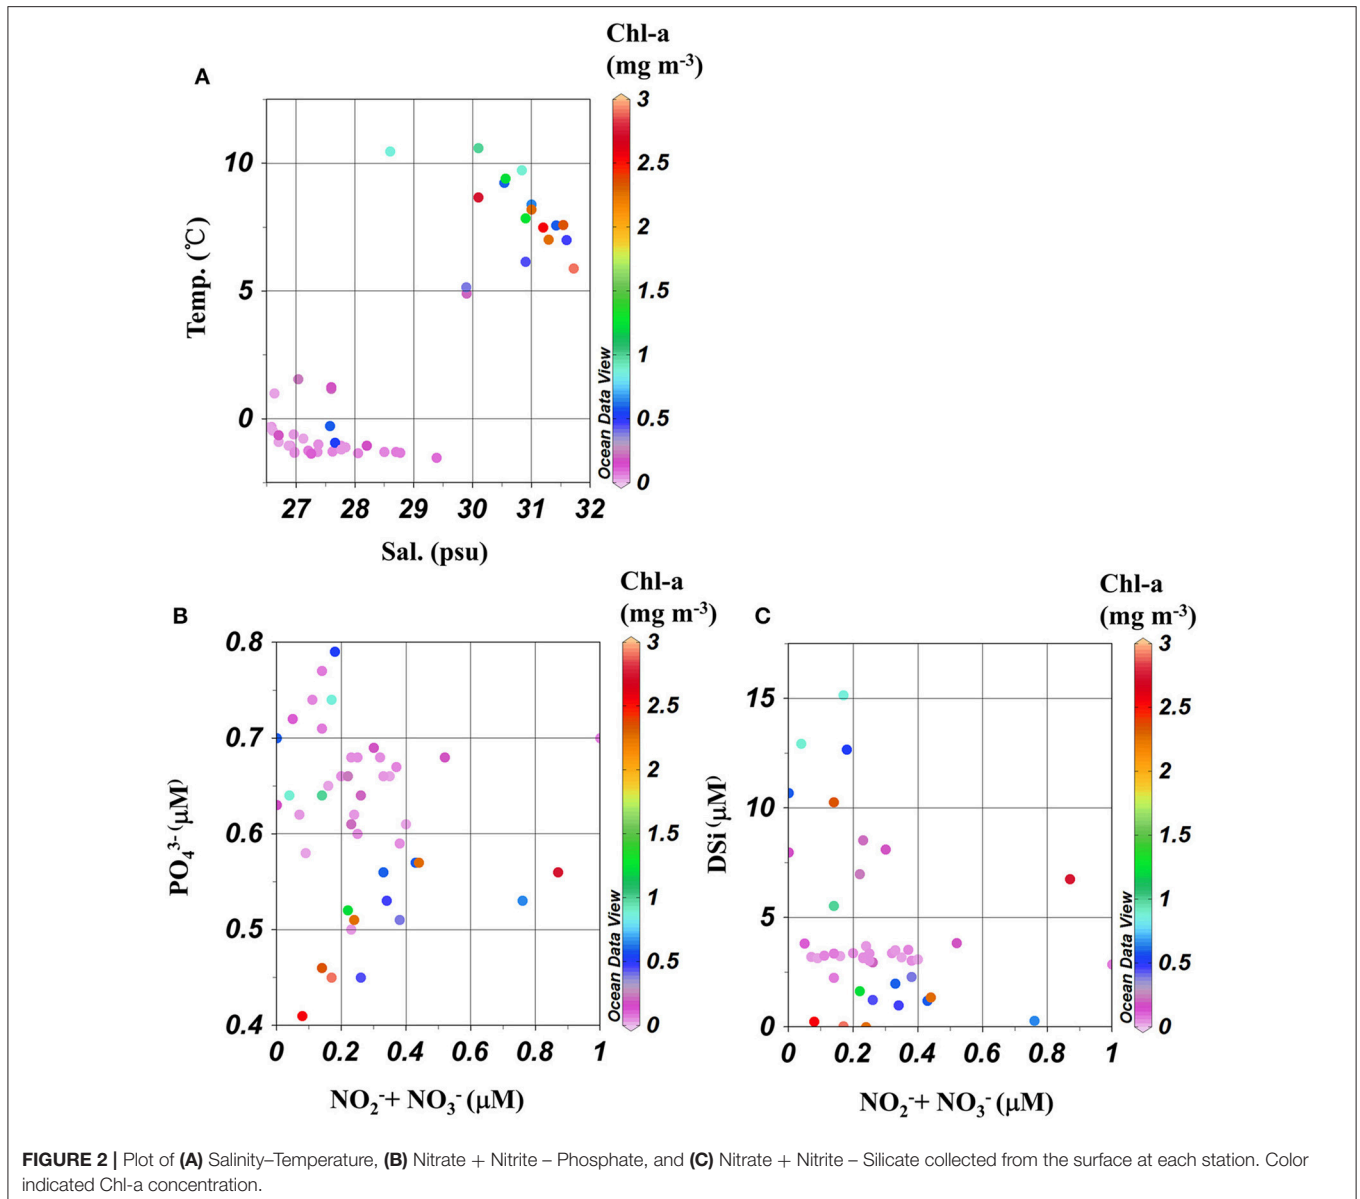 A
Chl-a
(mg m-3)
3
2.5
2
1.5
1
0.5
0
Ocean Data View
Temp. (℃)
10
5
0
27 28 29 30 31 32
Sal. (psu)
B
Chl-a
(mg m-3)
3
2.5
2
1.5
1
0.5
0
Ocean Data View
PO4 3- (µM)
0.8
0.7
0.6
0.5
0.4
0 0.2 0.4 0.6 0.8 1
NO2-+ NO3- (µM)
C
Chl-a
(mg m-3)
3
2.5
2
1.5
1
0.5
0
Ocean Data View
DSi (µM)
15
10
5
0
0 0.2 0.4 0.6 0.8 1
NO2-+ NO3- (µM)
FIGURE 2 | Plot of (A) Salinity–Temperature, (B) Nitrate + Nitrite – Phosphate, and (C) Nitrate + Nitrite – Silicate collected from the surface at each station. Color
indicated Chl-a concentration.